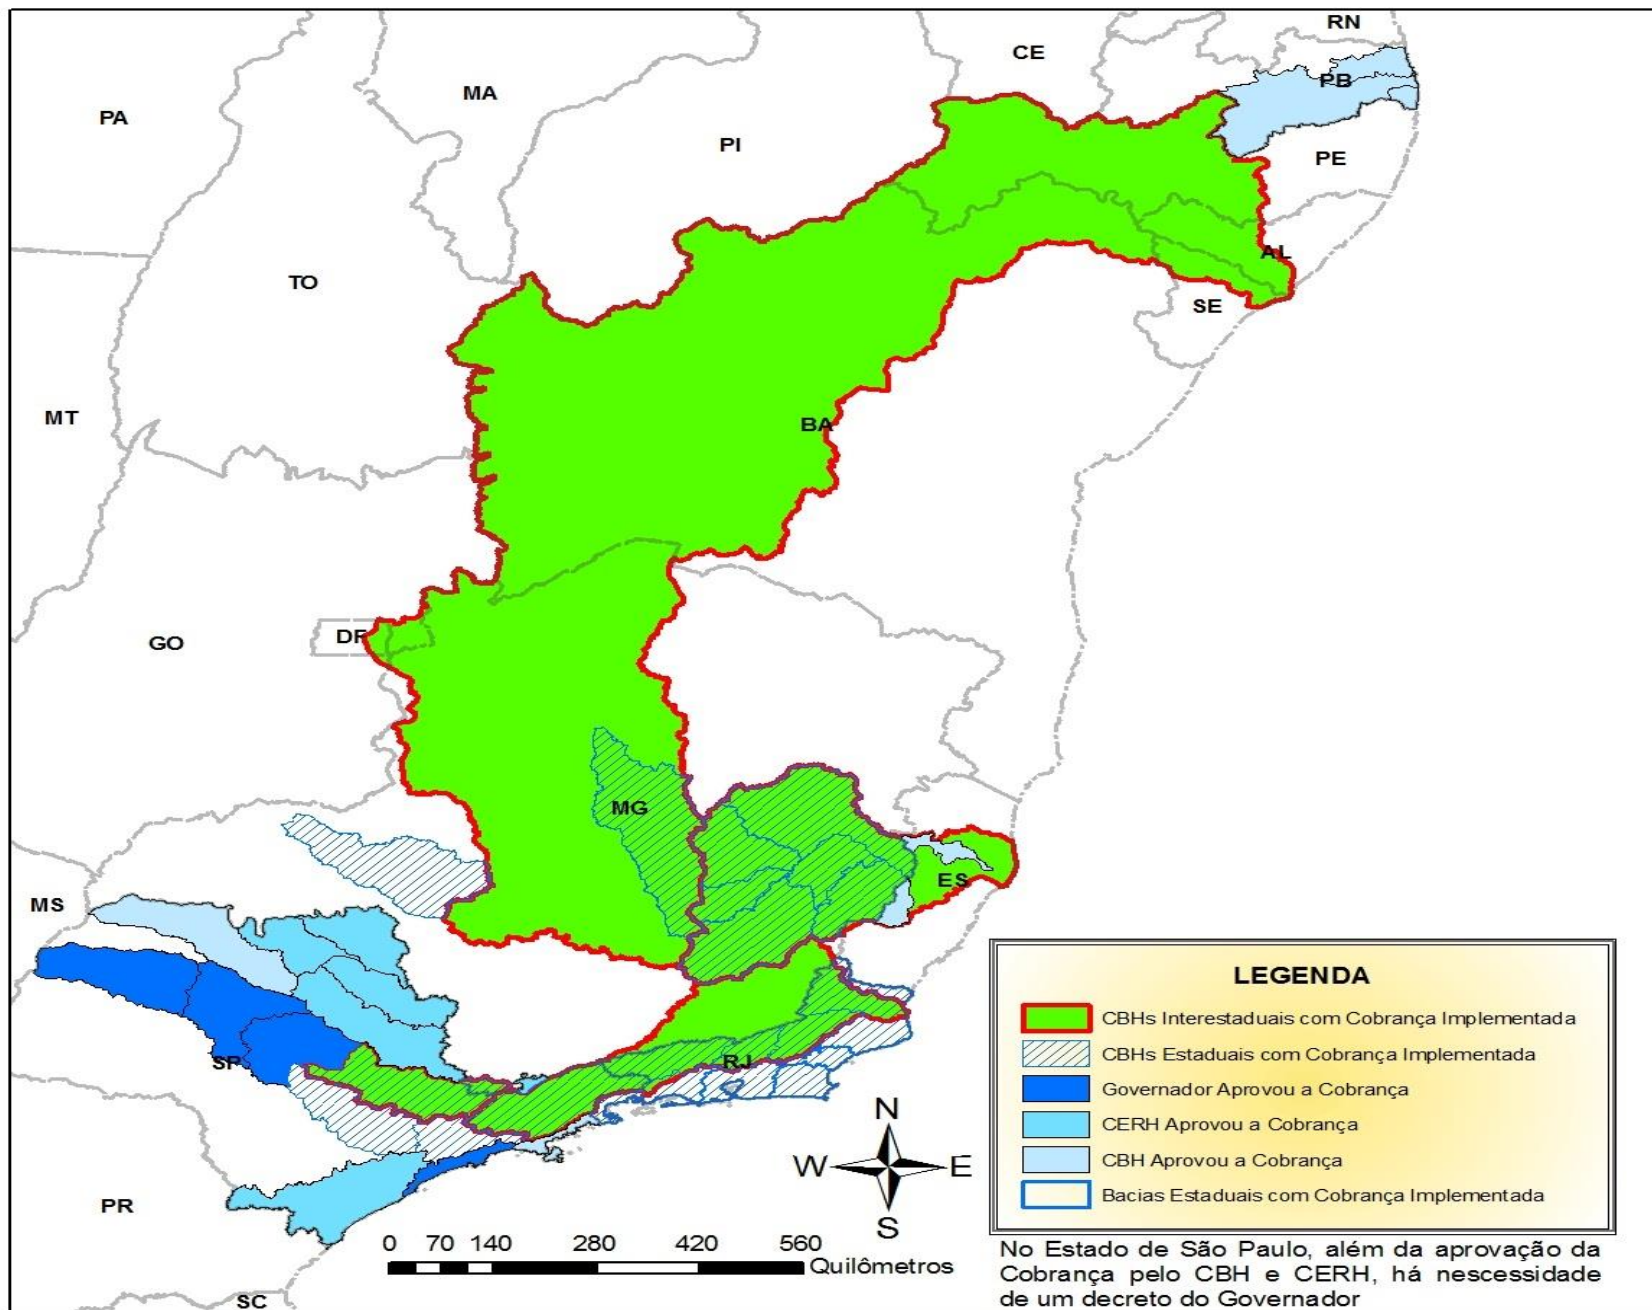 RN
CE
PB
MA
PA
PI
PE
AL
TO
SE
MT
BA
DF
GO
MG
ES
MS
SP
RJ
PR
SC
LEGENDA
CBHs Interestaduais com Cobrança Implementada
CBHs Estaduais com Cobrança Implementada
Governador Aprovou a Cobrança
CERH Aprovou a Cobrança
CBH Aprovou a Cobrança
Bacias Estaduais com Cobrança Implementada
N
W E
S
0 70 140 280 420 560
Quilômetros
No Estado de São Paulo, além da aprovação da
Cobrança pelo CBH e CERH, há nescessidade
de um decreto do Governador